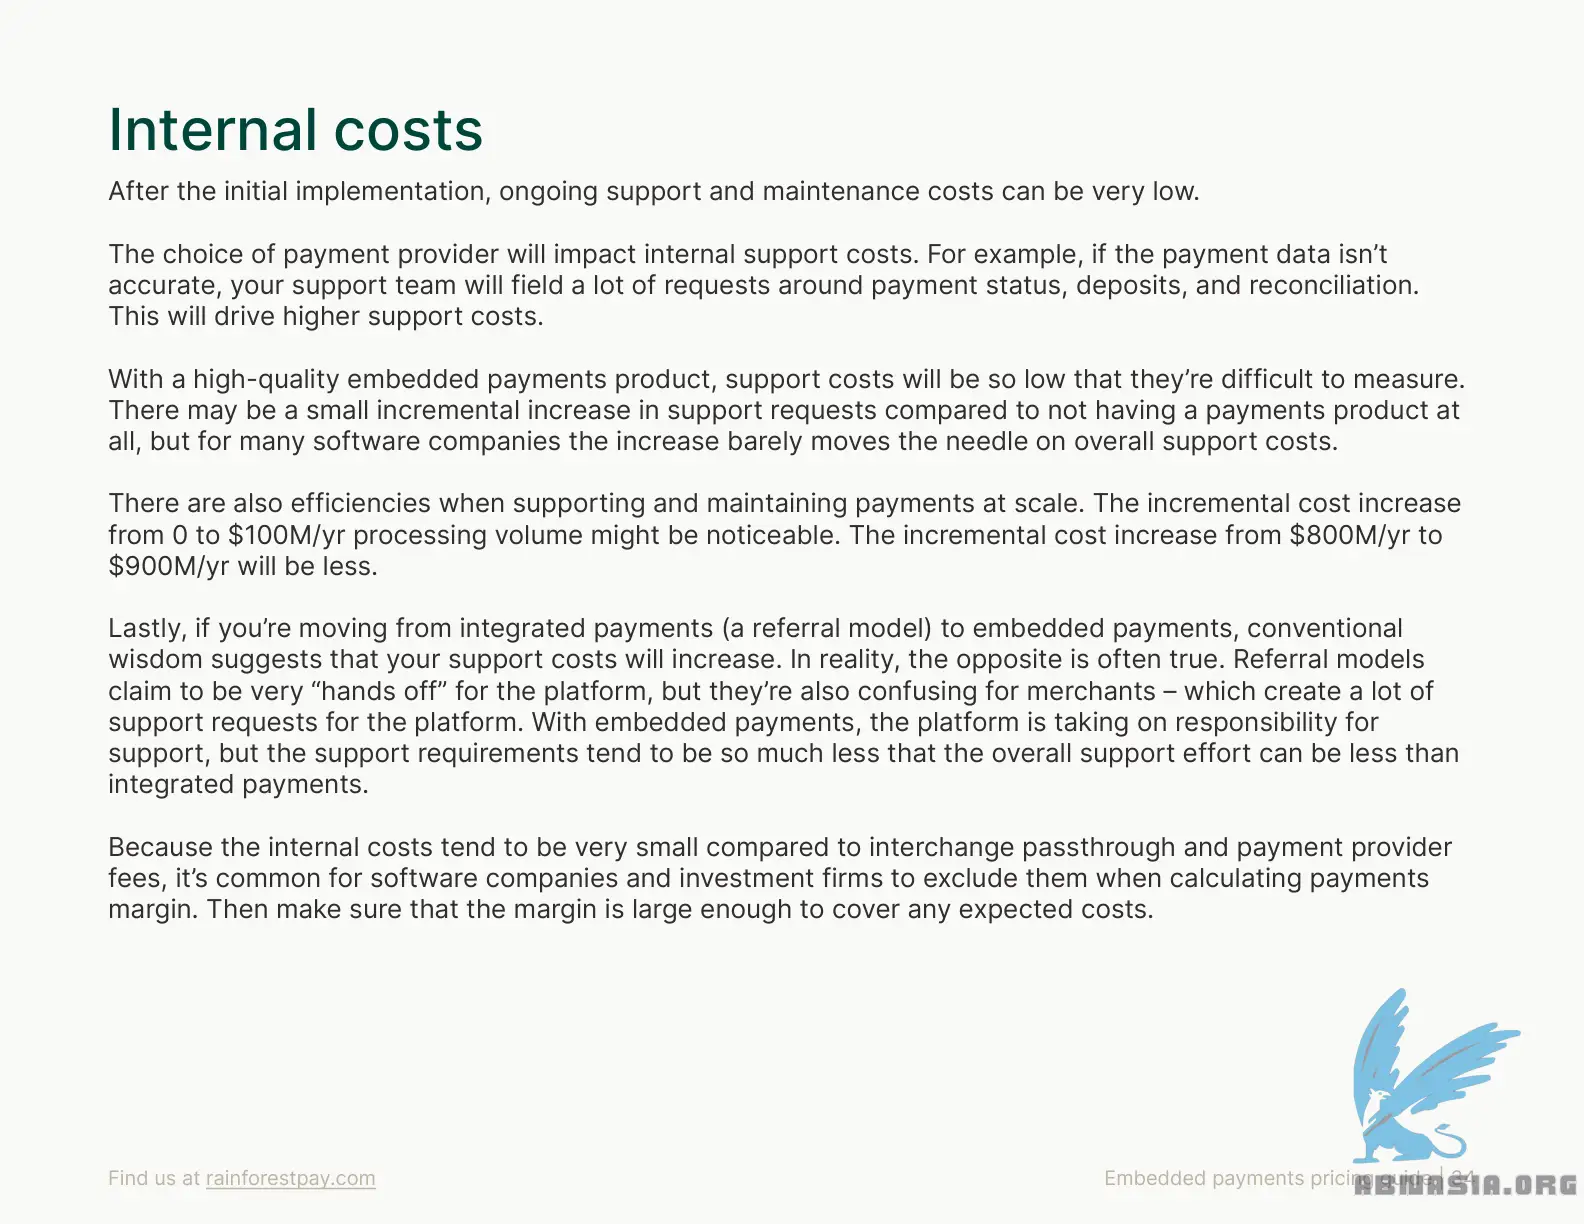 Internal costs
After the initial implementation, ongoing support and maintenance costs can be very low.
The choice of payment provider will impact internal support costs. For example, if the payment data isn’t
accurate, your support team will field a lot of requests around payment status, deposits, and reconciliation.
This will drive higher support costs.
With a high-quality embedded payments product, support costs will be so low that they’re difficult to measure.
There may be a small incremental increase in support requests compared to not having a payments product at
all, but for many software companies the increase barely moves the needle on overall support costs.
There are also efficiencies when supporting and maintaining payments at scale. The incremental cost increase
from 0 to $100M/yr processing volume might be noticeable. The incremental cost increase from $800M/yr to
$900M/yr will be less.
Lastly, if you’re moving from integrated payments (a referral model) to embedded payments, conventional
wisdom suggests that your support costs will increase. In reality, the opposite is often true. Referral models
claim to be very “hands off” for the platform, but they’re also confusing for merchants – which create a lot of
support requests for the platform. With embedded payments, the platform is taking on responsibility for
support, but the support requirements tend to be so much less that the overall support effort can be less than
integrated payments.
Because the internal costs tend to be very small compared to interchange passthrough and payment provider
fees, it’s common for software companies and investment firms to exclude them when calculating payments
margin. Then make sure that the margin is large enough to cover any expected costs.
Find us at rainforestpay.com
Embedded payments pricing guide |